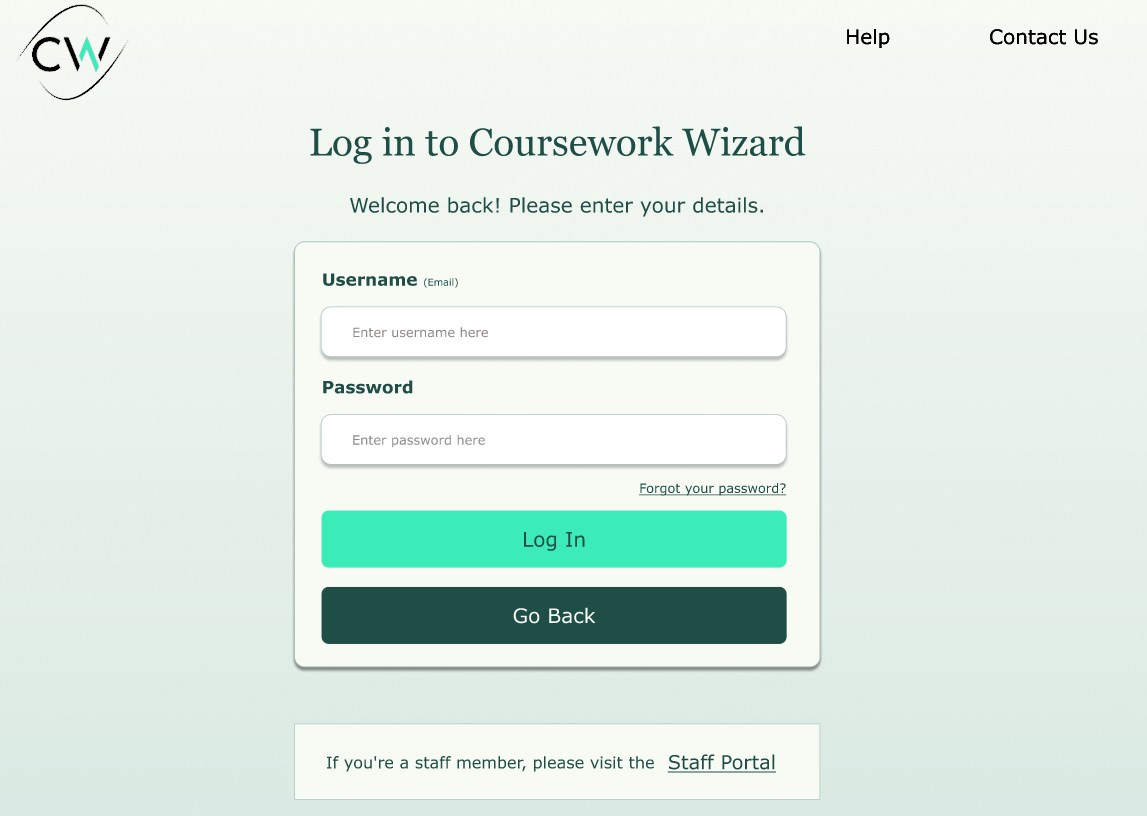 CW
Help
Contact Us
Log in to Coursework Wizard
Welcome back! Please enter your details.
Username (Email)
Enter username here
Password
Enter password here
Forgot your password?
Log In
Go Back
If you're a staff member, please visit the Staff Portal